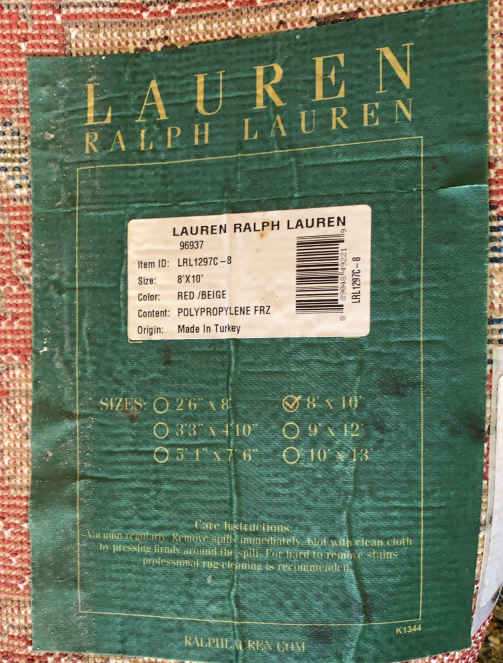 LAUREN
RALPH LAUREN
LAUREN RALPH LAUREN
96937
Item ID: LRL1297C-8
Size: 8'X10'
Color: RED /BEIGE
Content: POLYPROPYLENE FRZ
Origin: Made In Turkey
LRL1297C-8
SIZES: 2'6" x 8' 8' x 10'
3'3" x 4'10" 9' x 12'
5'1" x 7'6" 10' x 13'
Care Instructions:
Vacuum regularly. Remove spills immediately. Blot with clean cloth
by pressing firmly around the spill. For hard to remove stains
professional rug cleaning is recommended.
K1344
RALPHLAUREN.COM